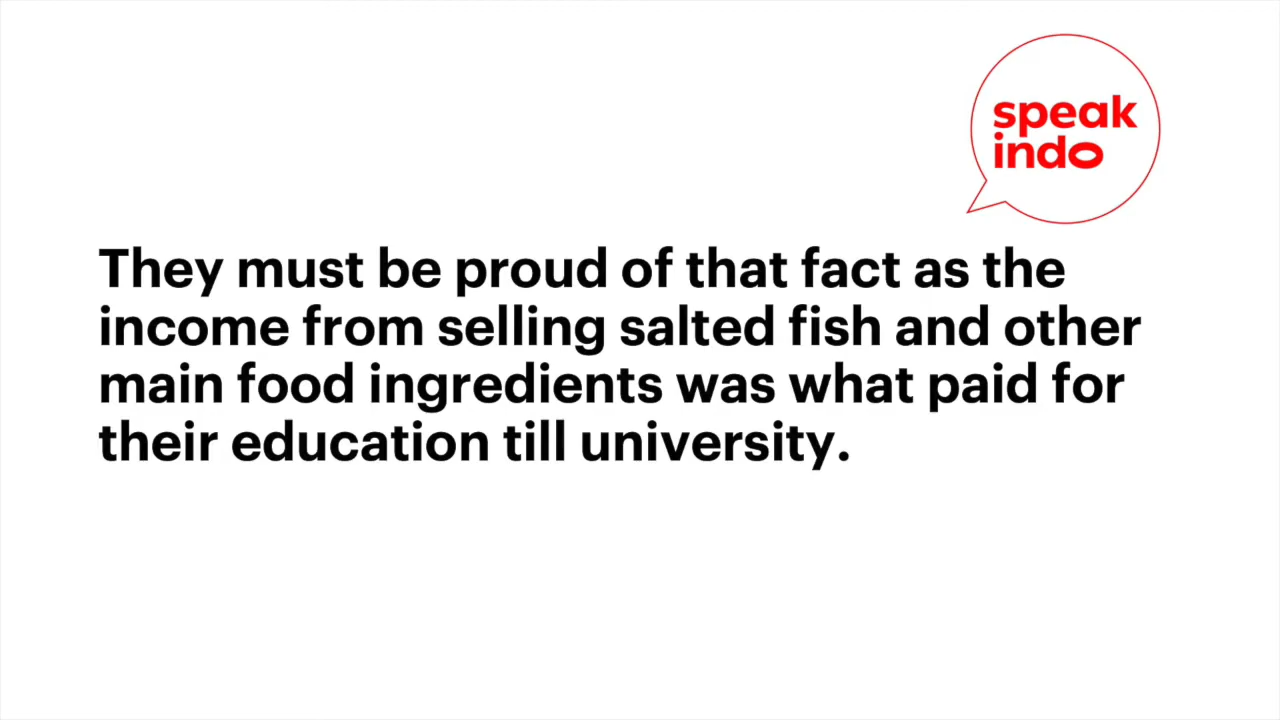 speak
indo
They must be proud of that fact as the
income from selling salted fish and other
main food ingredients was what paid for
their education till university.